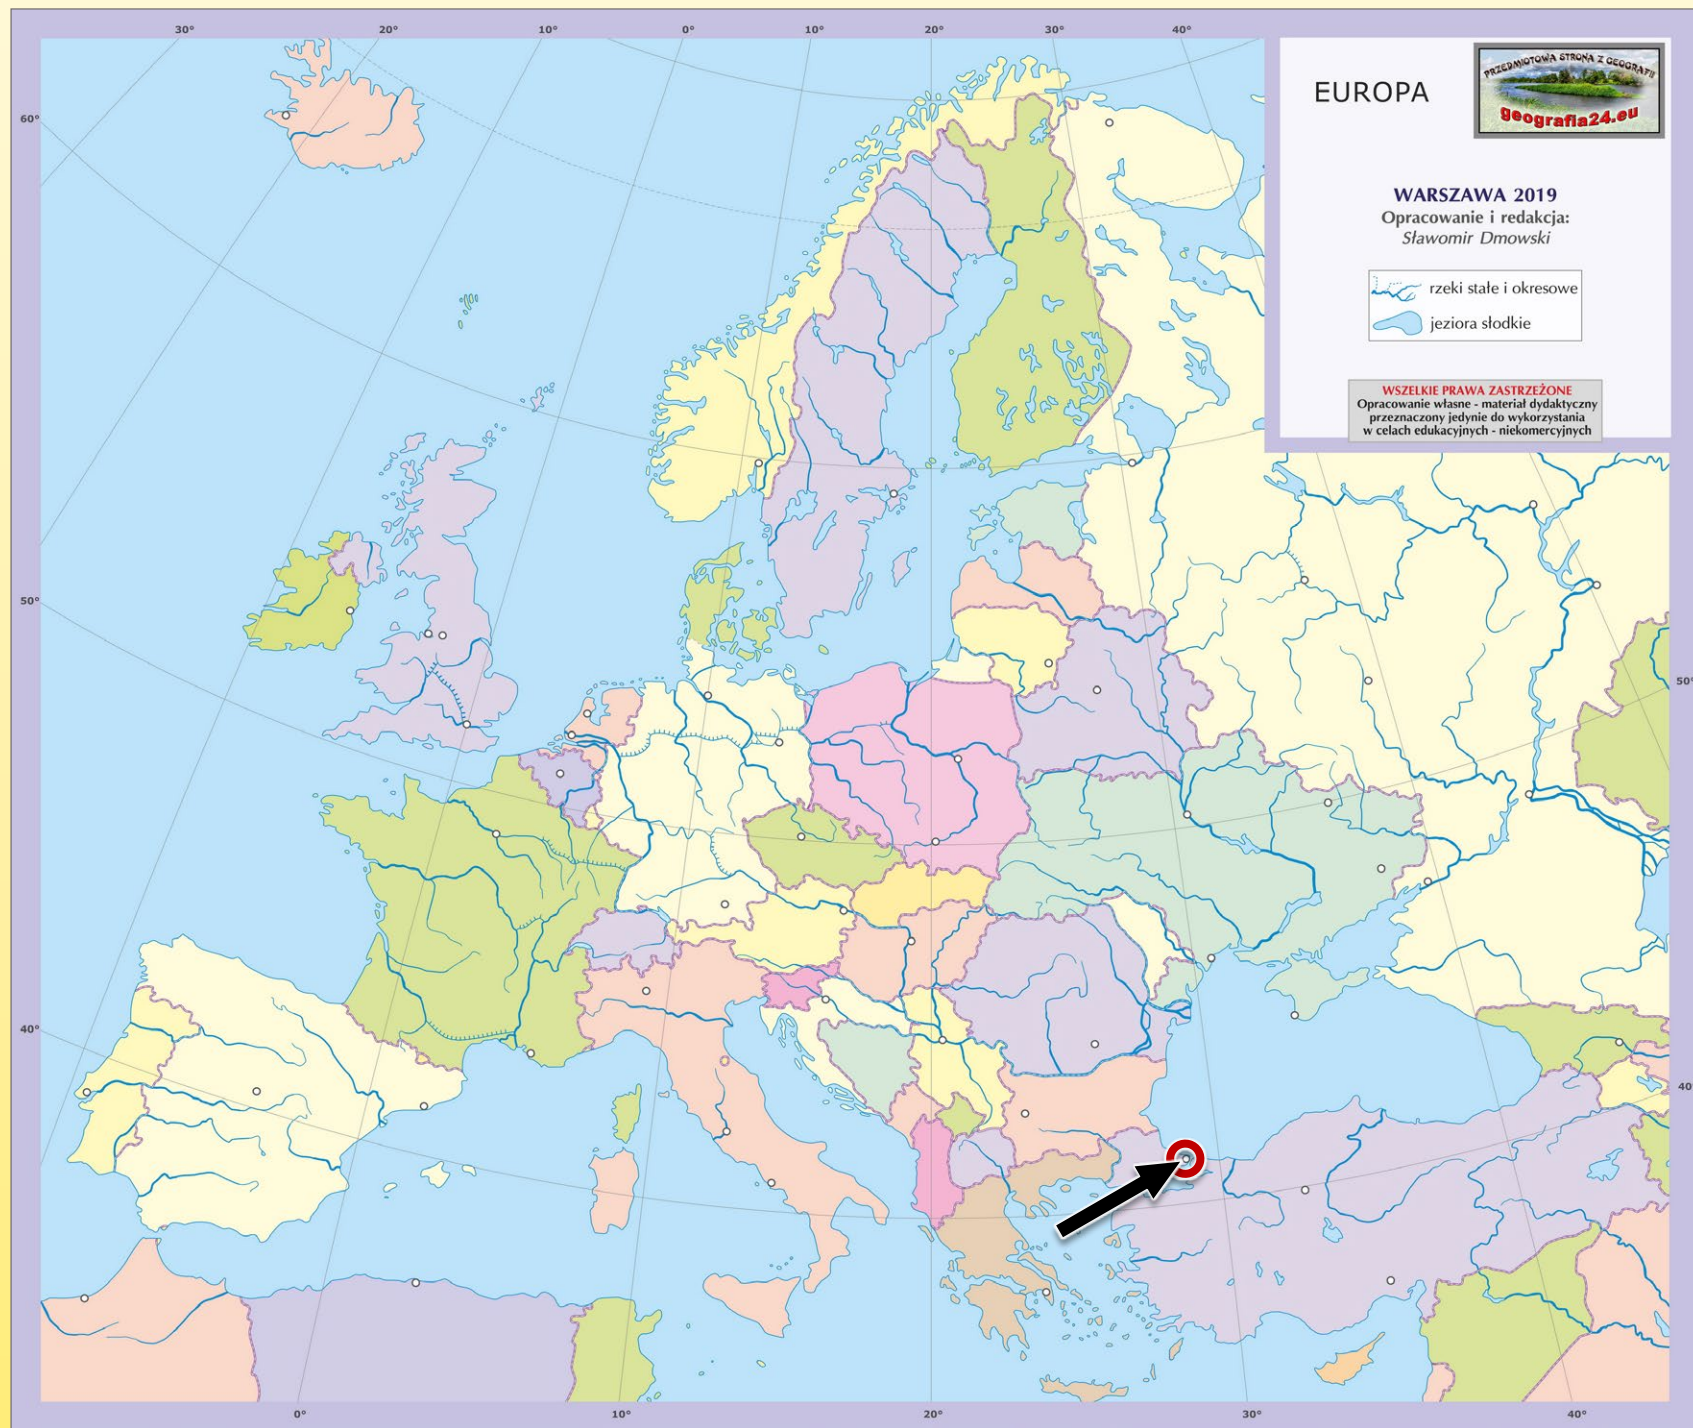 30° 20° 10° 0° 10° 20° 30° 40°
60°
50°
40°
50°
40°
0° 10° 20° 30° 40°
EUROPA
PRZEDMIOTOWA STRONA Z GEOGRAFII
geografia24.eu
WARSZAWA 2019
Opracowanie i redakcja:
Sławomir Dmowski
rzeki stałe i okresowe
jeziora słodkie
WSZELKIE PRAWA ZASTRZEŻONE
Opracowanie własne - materiał dydaktyczny
przeznaczony jedynie do wykorzystania
w celach edukacyjnych - niekomercyjnych